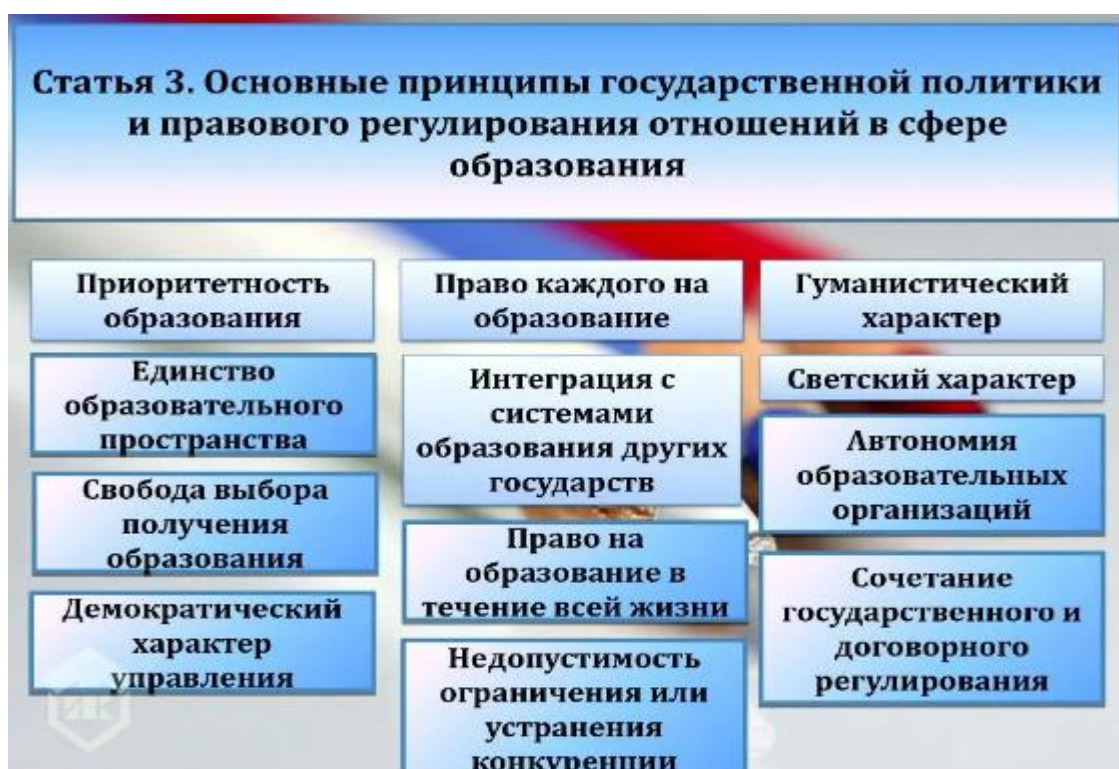 Статья 3. Основные принципы государственной политики
и правового регулирования отношений в сфере
образования
Приоритетность
образования
Единство
образовательного
пространства
Свобода выбора
получения
образования
Демократический
характер
управления
Право каждого на
образование
Интеграция с
системами
образования других
государств
Право на
образование в
течение всей жизни
Недопустимость
ограничения или
устранения
конкуренции
Гуманистический
характер
Светский характер
Автономия
образовательных
организаций
Сочетание
государственного и
договорного
регулирования